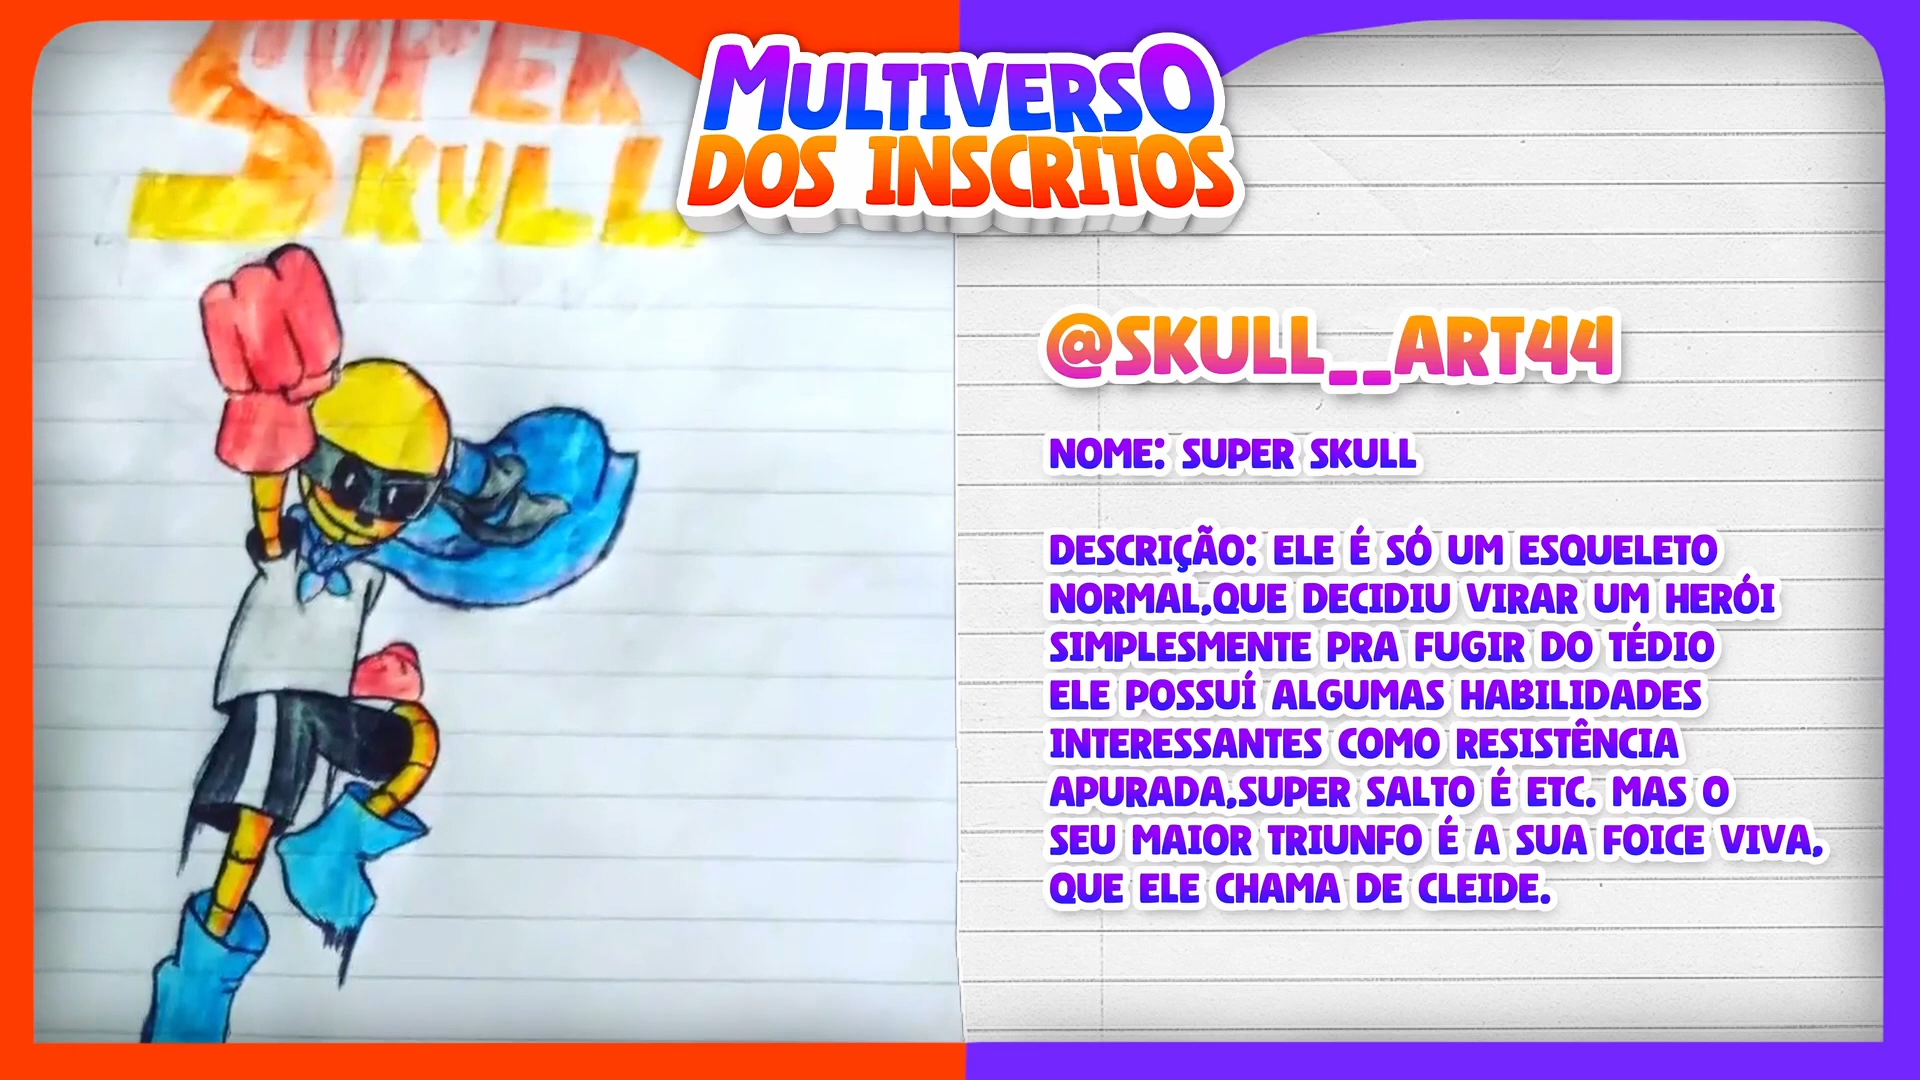 SUPER
SKULL
MULTIVERSO
DOS INSCRITOS
@SKULL__ART44
NOME: SUPER SKULL
DESCRIÇÃO: ELE É SÓ UM ESQUELETO
NORMAL,QUE DECIDIU VIRAR UM HERÓI
SIMPLESMENTE PRA FUGIR DO TÉDIO
ELE POSSUÍ ALGUMAS HABILIDADES
INTERESSANTES COMO RESISTÊNCIA
APURADA,SUPER SALTO É ETC. MAS O
SEU MAIOR TRIUNFO É A SUA FOICE VIVA,
QUE ELE CHAMA DE CLEIDE.